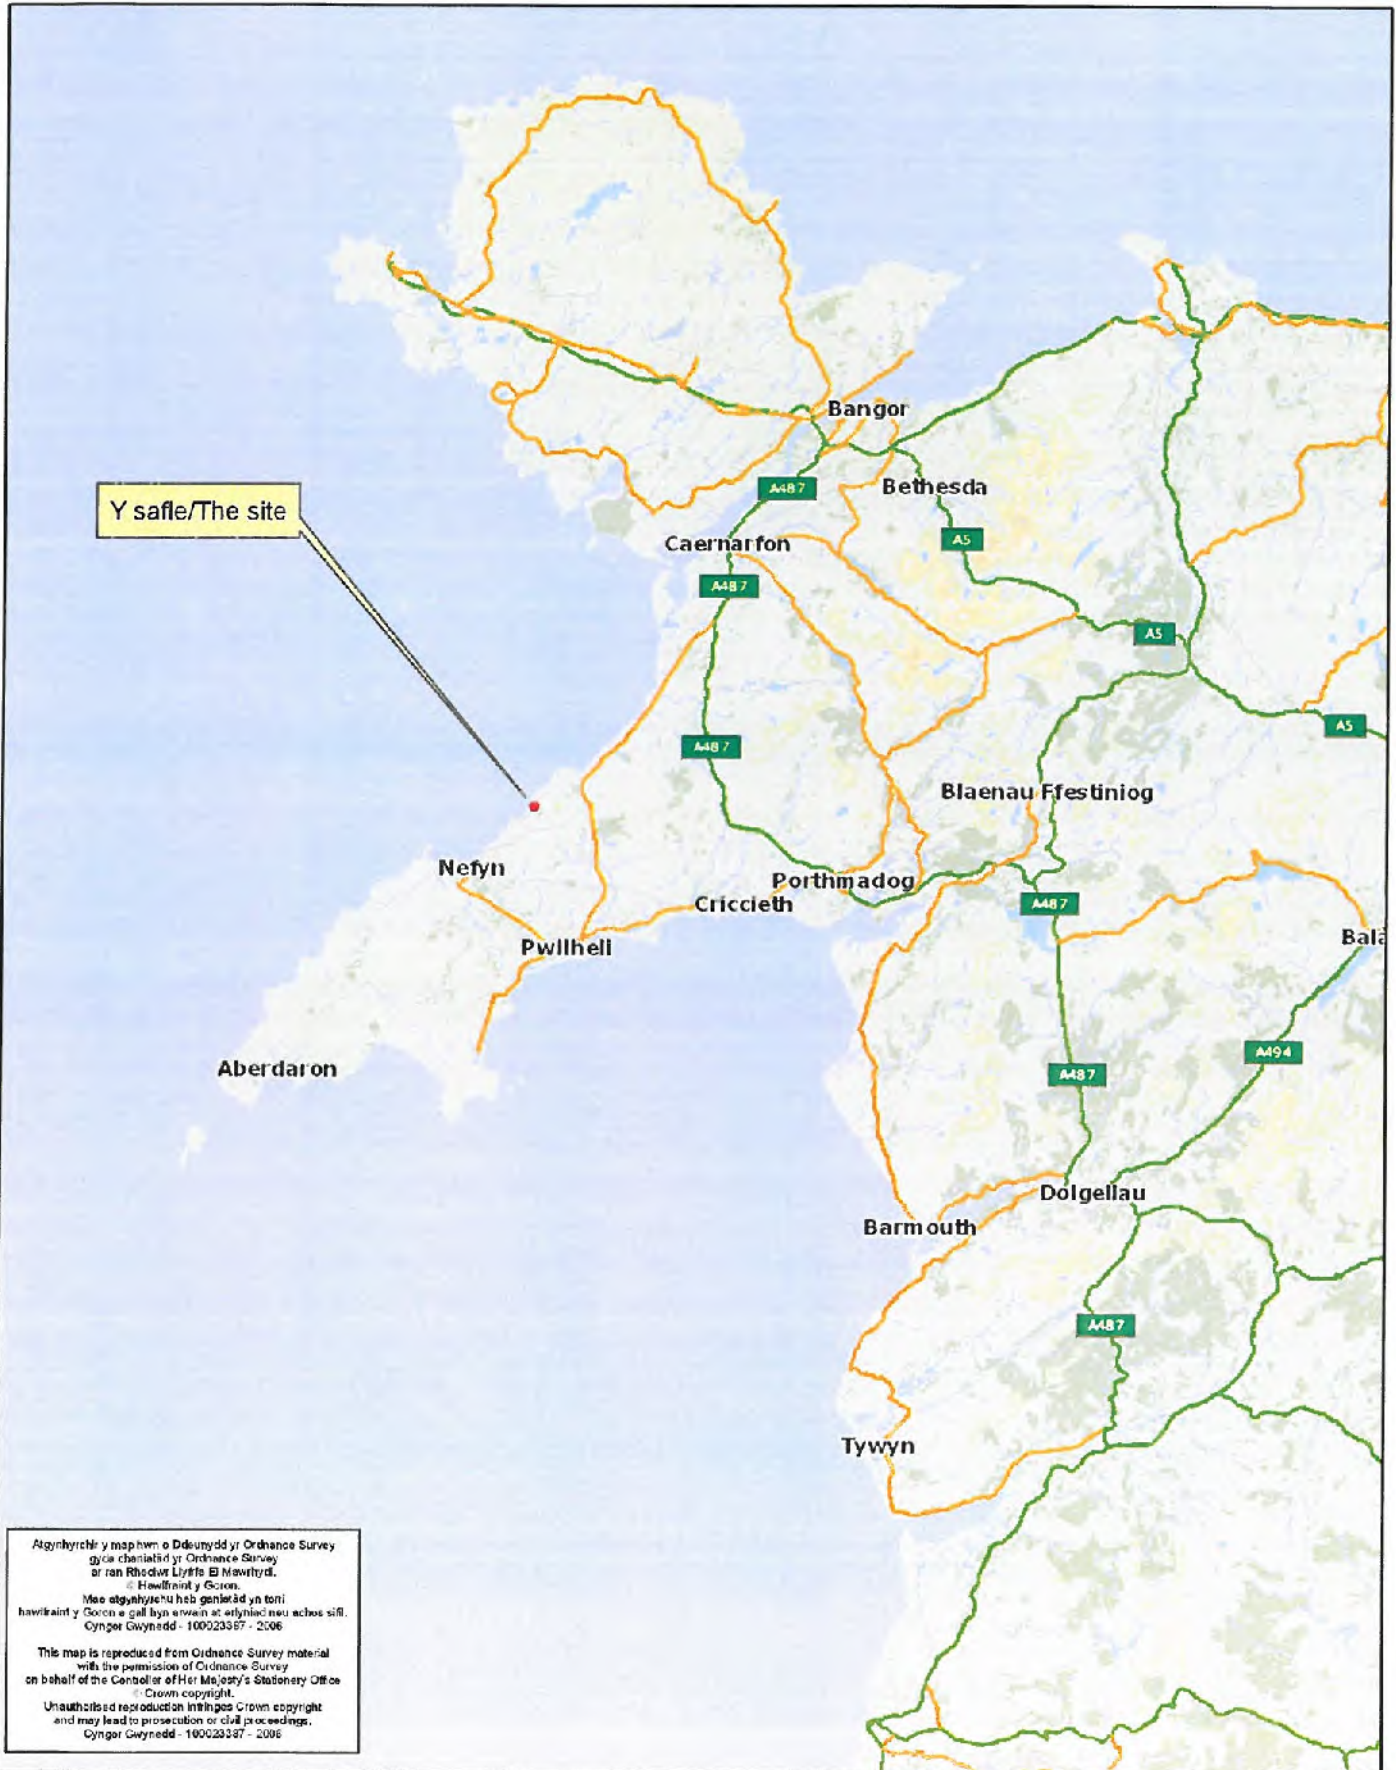 Bangor
Bethesda
A487
Y safle/The site
A5
Caernarfon
A487
A5
A5
A487
Blaenau Ffestiniog
Nefyn
Porthmadog
Criccieth
A487
Pwllheli
Bala
A494
Aberdaron
A487
Dolgellau
Barmouth
A487
Tywyn
Atgynhyrchir y map hwn o Ddeunydd yr Ordnance Survey
gyda chaniatâd yr Ordnance Survey
ar ran Rheolwr Llyfrfa Ei Mawrhydi.
© Hawlfraint y Goron.
Mae atgynhyrchu heb ganiatâd yn torri
hawlfraint y Goron a gall hyn arwain at erlyniad neu achos sifil.
Cyngor Gwynedd - 100023387 - 2006
This map is reproduced from Ordnance Survey material
with the permission of Ordnance Survey
on behalf of the Controller of Her Majesty's Stationery Office
© Crown copyright.
Unauthorised reproduction infringes Crown copyright
and may lead to prosecution or civil proceedings.
Cyngor Gwynedd - 100023387 - 2006